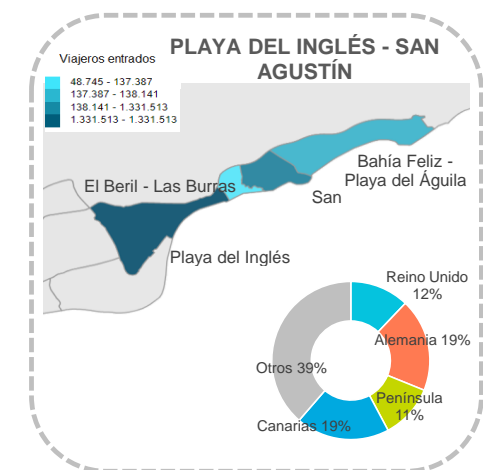 PLAYA DEL INGLÉS - SAN
AGUSTÍN
Viajeros entrados
48.745 - 137.387
137.387 - 138.141
138.141 - 1.331.513
1.331.513 - 1.331.513
Bahía Feliz -
Playa del Águila
El Beril - Las Burras
San
Playa del Inglés
Reino Unido
12%
Alemania 19%
Otros 39%
Península
11%
Canarias 19%